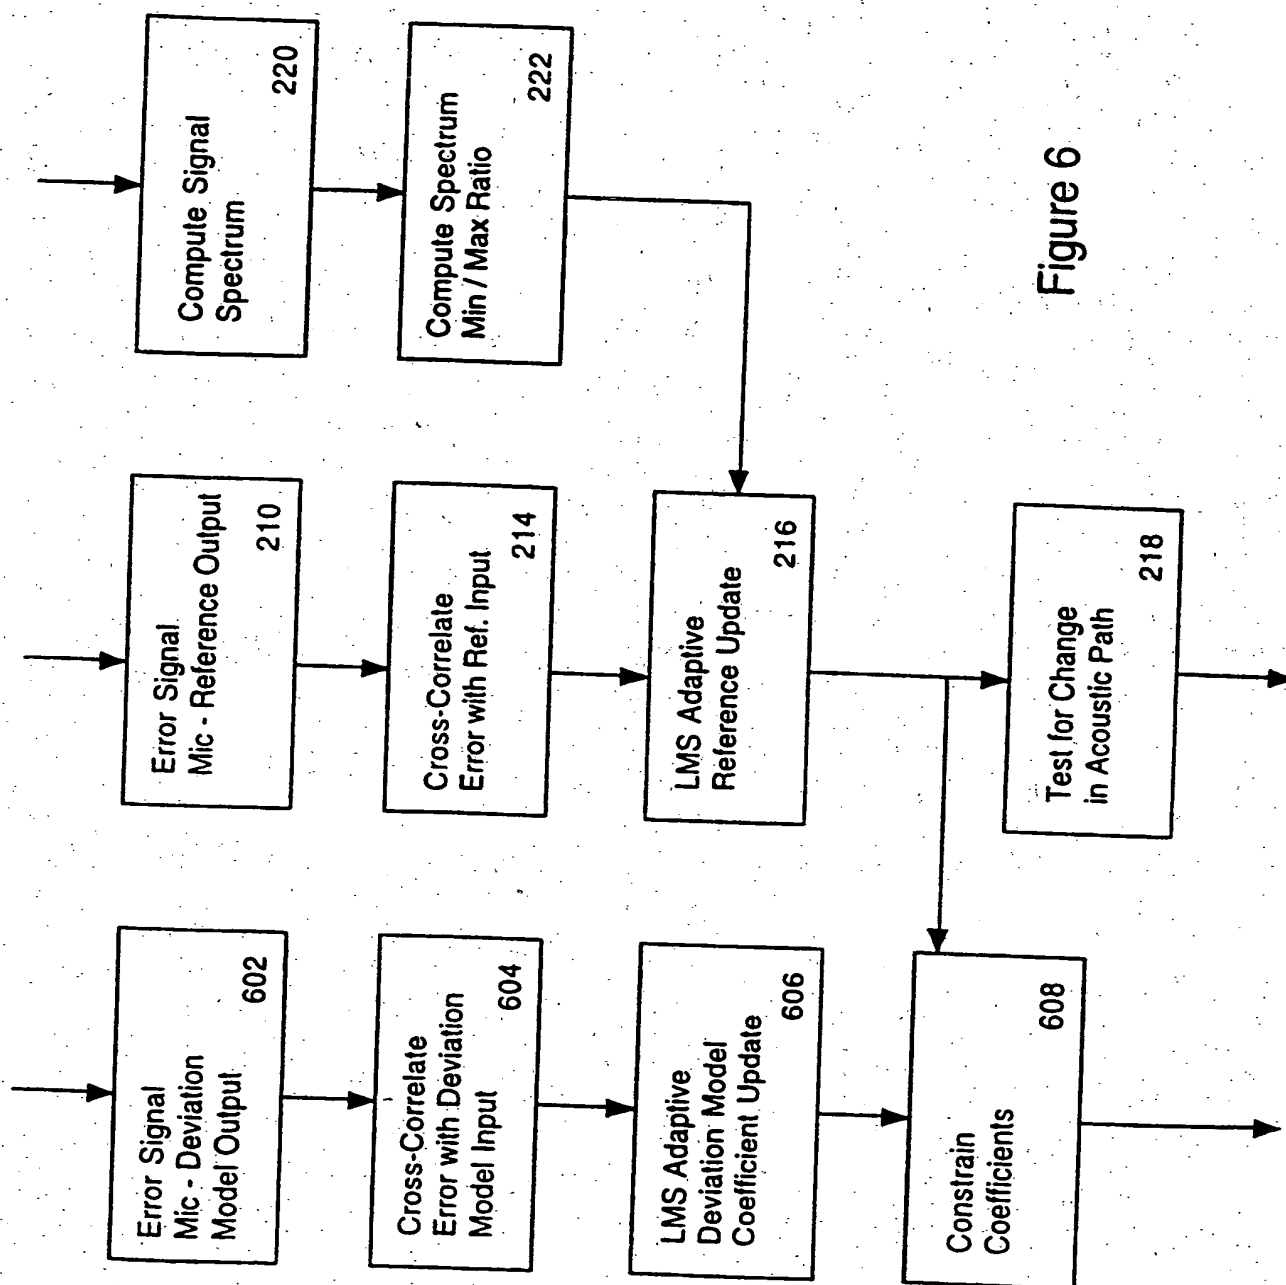 Error Signal
Mic - Deviation
Model Output
602
Cross-Correlate
Error with Deviation
Model Input
604
LMS Adaptive
Deviation Model
Coefficient Update
606
Constrain
Coefficients
608
Error Signal
Mic - Reference Output
210
Cross-Correlate
Error with Ref. Input
214
LMS Adaptive
Reference Update
216
Test for Change
in Acoustic Path
218
Compute Signal
Spectrum
220
Compute Spectrum
Min / Max Ratio
222
Figure 6